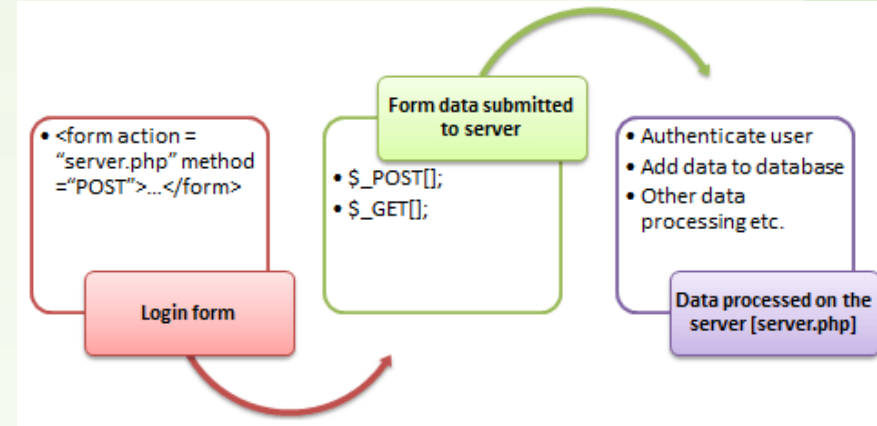 • <form action =
“server.php” method
=“POST”>...</form>
Login form
Form data submitted
to server
• $_POST[];
• $_GET[];
• Authenticate user
• Add data to database
• Other data
processing etc.
Data processed on the
server [server.php]